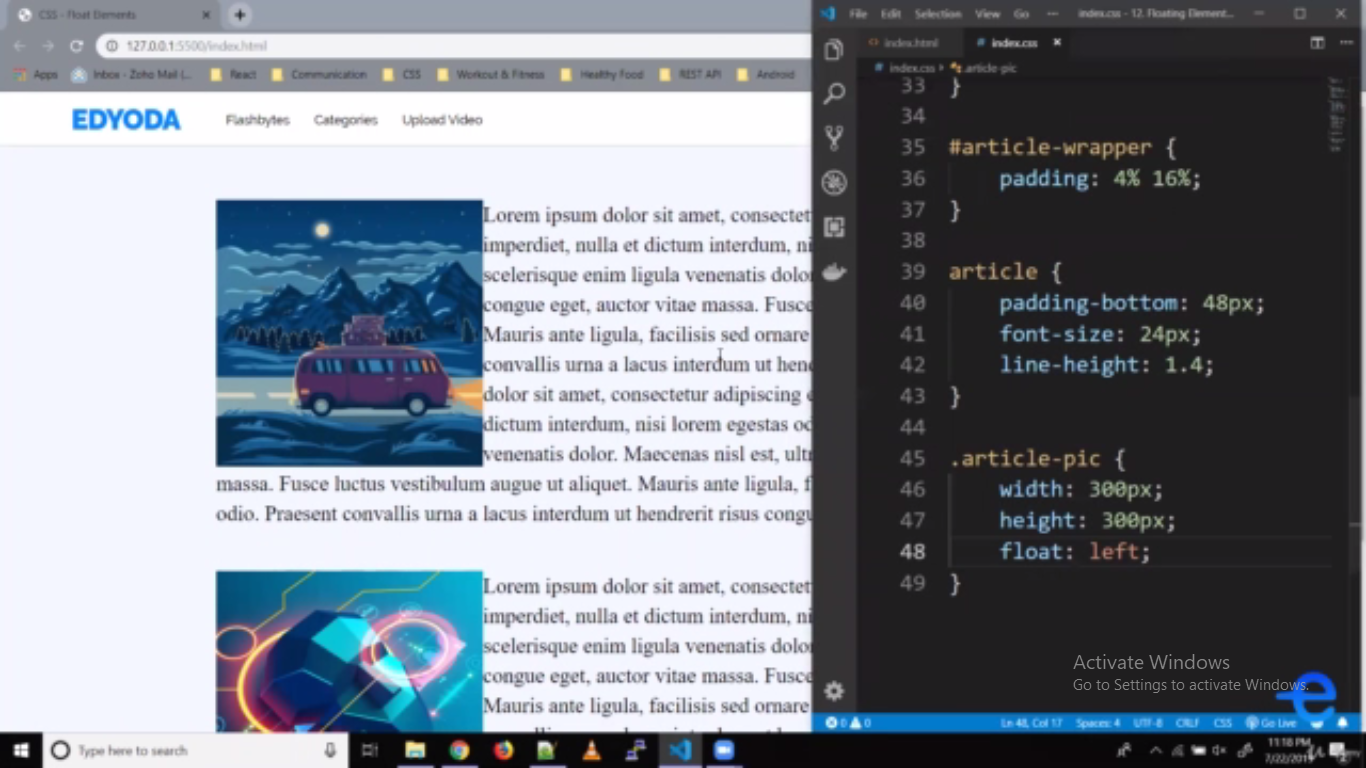 CSS - Float Elements
127.0.0.1:5500/index.html
Apps Inbox - Zoho Mail (... React Communication CSS Workout & Fitness Healthy Food REST API Android
EDYODA Flashbytes Categories Upload Video
Lorem ipsum dolor sit amet, consectet
imperdiet, nulla et dictum interdum, ni
scelerisque enim ligula venenatis dolor
congue eget, auctor vitae massa. Fusce
Mauris ante ligula, facilisis sed ornare
convallis urna a lacus interdum ut hend
dolor sit amet, consectetur adipiscing e
dictum interdum, nisi lorem egestas od
venenatis dolor. Maecenas nisl est, ultr
massa. Fusce luctus vestibulum augue ut aliquet. Mauris ante ligula, f
odio. Praesent convallis urna a lacus interdum ut hendrerit risus congu
Lorem ipsum dolor sit amet, consectet
imperdiet, nulla et dictum interdum, ni
scelerisque enim ligula venenatis dolor
congue eget, auctor vitae massa. Fusce
Mauris ante ligula, facilisis sed ornare
File Edit Selection View Go ... index.css - 12. Floating Element...
index.html index.css
index.css > .article-pic
33 }
34
35 #article-wrapper {
36 padding: 4% 16%;
37 }
38
39 article {
40 padding-bottom: 48px;
41 font-size: 24px;
42 line-height: 1.4;
43 }
44
45 .article-pic {
46 width: 300px;
47 height: 300px;
48 float: left;
49 }
Activate Windows
Go to Settings to activate Windows.
0 0 Ln 48, Col 17 Spaces: 4 UTF-8 CRLF CSS Go Live
Type here to search
11:18 PM